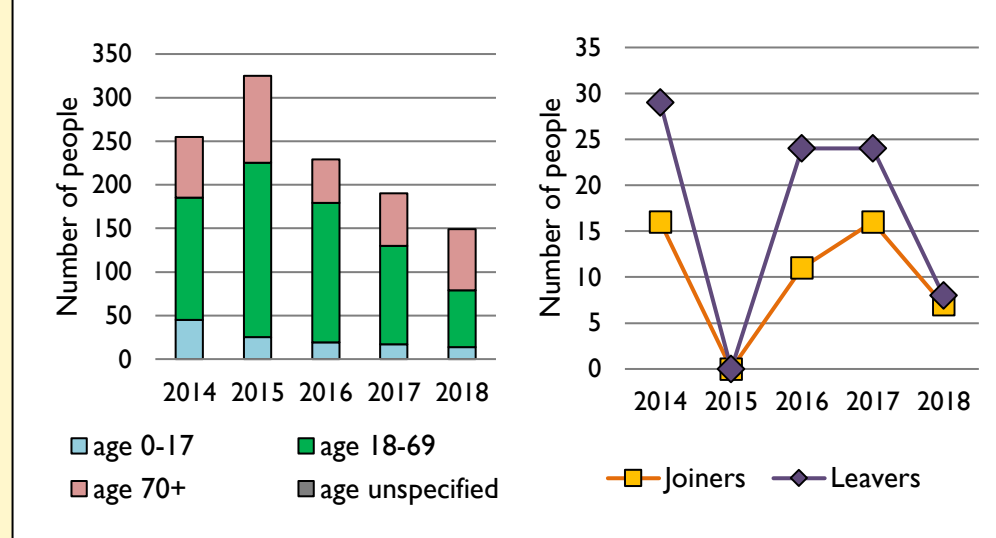 Number of people
350
300
250
200
150
100
50
0
2014 2015 2016 2017 2018
age 0-17 age 18-69
age 70+ age unspecified
Number of people
35
30
25
20
15
10
5
0
2014 2015 2016 2017 2018
Joiners Leavers